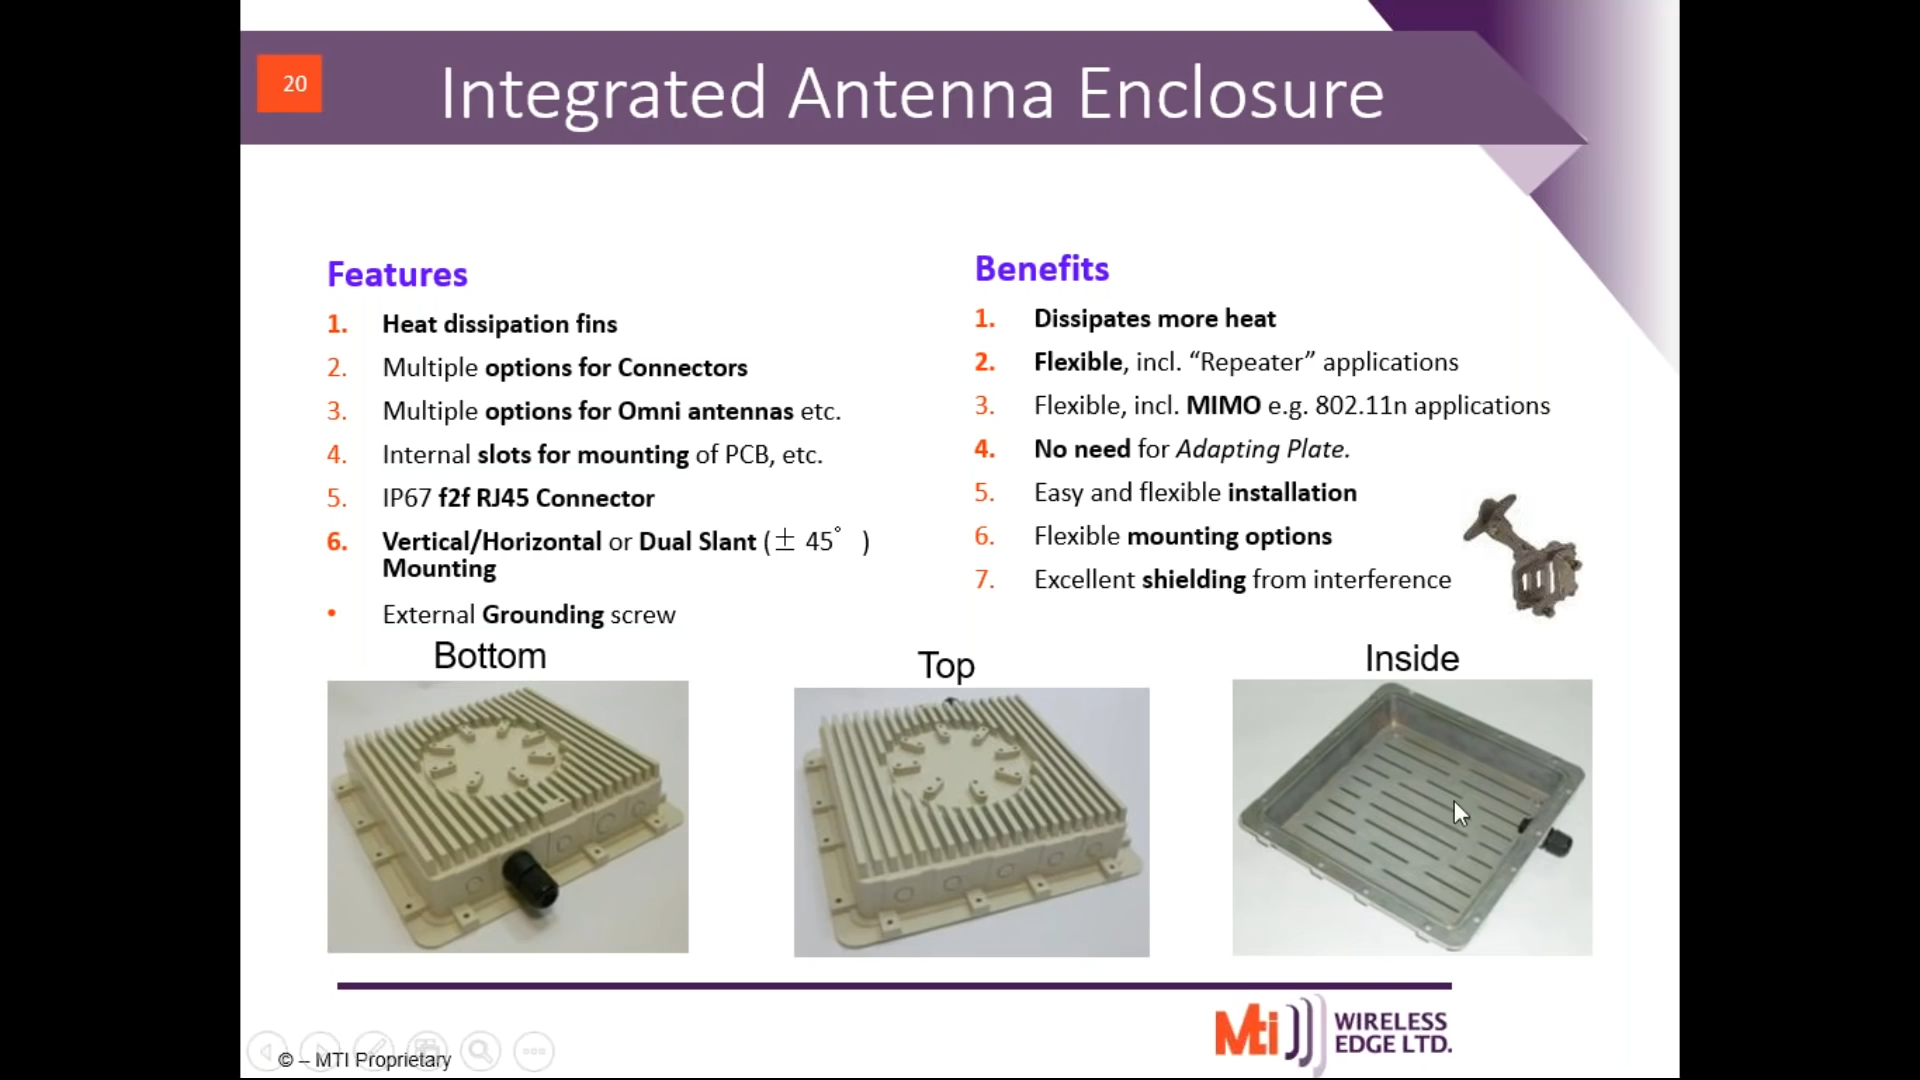 20
Integrated Antenna Enclosure
Features
1. Heat dissipation fins
2. Multiple options for Connectors
3. Multiple options for Omni antennas etc.
4. Internal slots for mounting of PCB, etc.
5. IP67 f2f RJ45 Connector
6. Vertical/Horizontal or Dual Slant (± 45° )
Mounting
• External Grounding screw
Benefits
1. Dissipates more heat
2. Flexible, incl. “Repeater” applications
3. Flexible, incl. MIMO e.g. 802.11n applications
4. No need for Adapting Plate.
5. Easy and flexible installation
6. Flexible mounting options
7. Excellent shielding from interference
Bottom
Top
Inside
© – MTI Proprietary
Mti
WIRELESS
EDGE LTD.